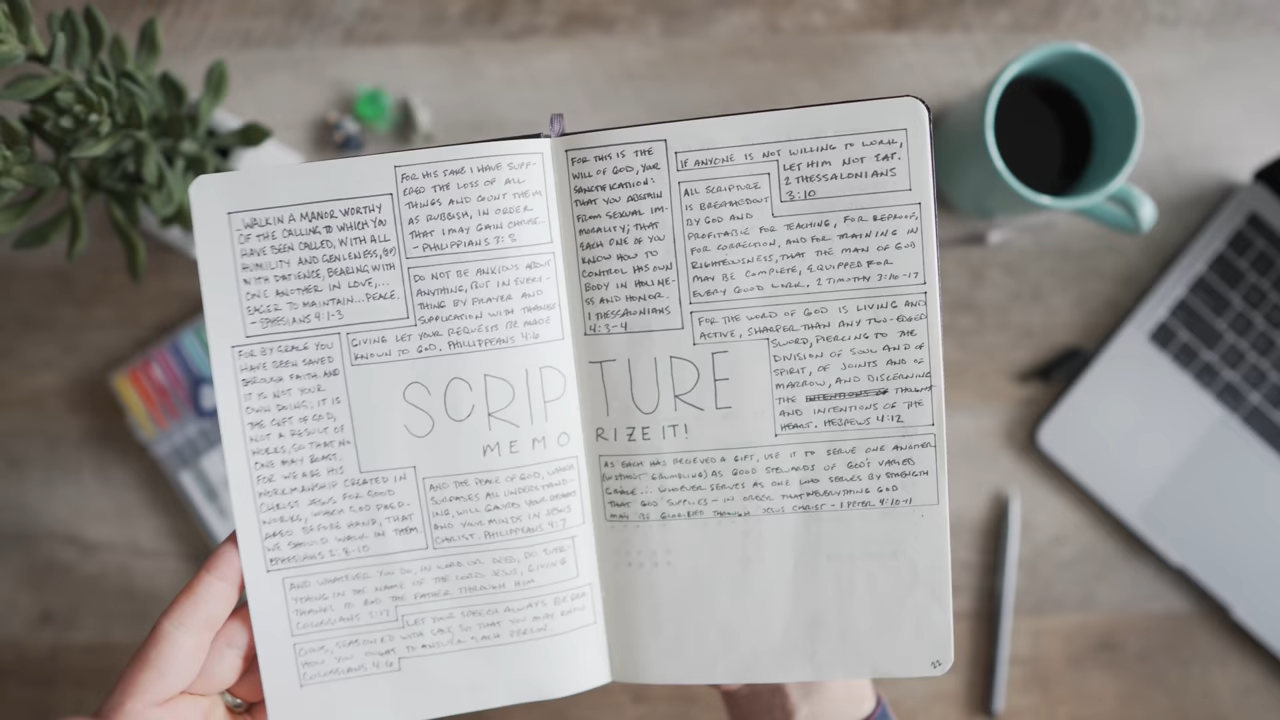 WALK IN A MANOR WORTHY
OF THE CALLING TO WHICH YOU
HAVE BEEN CALLED, WITH ALL
HUMILITY AND GENLENESS,
WITH PATIENCE, BEARING WITH
ONE ANOTHER IN LOVE,...
EAGER TO MAINTAIN...PEACE.
- EPHESIANS 4:1-3
FOR HIS SAKE I HAVE SUFF-
ERED THE LOSS OF ALL
THINGS AND COUNT THEM
AS RUBBISH, IN ORDER
THAT I MAY GAIN CHRIST...
- PHILIPPIANS 3:8
DO NOT BE ANXIOUS ABOUT
ANYTHING, BUT IN EVERY-
THING BY PRAYER AND
SUPPLICATION WITH THANKS
GIVING LET YOUR REQUESTS BE MADE
KNOWN TO GOD. PHILLIPPEANS 4:6
FOR BY GRACE YOU
HAVE BEEN SAVED
THROUGH FAITH. AND
IT IS NOT YOUR
OWN DOING; IT IS
THE GIFT OF GOD,
NOT A RESULT OF
WORKS, SO THAT NO
ONE MAY BOAST.
FOR WE ARE HIS
WORKMANSHIP CREATED IN
CHRIST JESUS FOR GOOD
WORKS, WHICH GOD PREP-
ARED BEFORE HAND, THAT
WE SHOULD WALK IN THEM.
EPHESIANS 2:8-10
SCRIPTURE
MEMORIZE IT!
AND THE PEACE OF GOD, WHICH
SURPASES ALL UNDERSTAND-
ING, WILL GAURD YOUR HEARTS
AND YOUR MINDS IN JESUS
CHRIST. PHILIPPEANS 4:7
AND WHATEVER YOU DO, IN WORD OR DEED, DO EVER-
YTHING IN THE NAME OF THE LORD JESUS, GIVING
THANKS TO GOD THE FATHER THROUGH HIM
COLOSSIANS 3:17
LET YOUR SPEECH ALWAYS BE GRA
CIOUS, SEASONED WITH SALT, SO THAT YOU MAY KNOW
HOW YOU OUGHT TO ANSWER EACH PERSON.
COLOSSIANS 4:6
FOR THIS IS THE
WILL OF GOD, YOUR
SANCTIFICATION:
THAT YOU ABSTAIN
FROM SEXUAL IM-
MORALITY; THAT
EACH ONE OF YOU
KNOW HOW TO
CONTROL HIS OWN
BODY IN HOLINE-
SS AND HONOR.
1 THESSALONIANS
4:3-4
IF ANYONE IS NOT WILLING TO WORK,
LET HIM NOT EAT.
2 THESSALONIANS
3:10
ALL SCRIPTURE
IS BREATHEDOUT
BY GOD AND
PROFITABLE FOR TEACHING, FOR REPROOF,
FOR CORRECTION, AND FOR TRAINING IN
RIGHTEWISNESS, THAT THE MAN OF GOD
MAY BE COMPLETE, EQUIPPED FOR
EVERY GOOD WORK. 2 TIMOTHY 3:16-17
FOR THE WORD OF GOD IS LIVING AND
ACTIVE, SHARPER THAN ANY TWO-EDGED
SWORD, PIERCING TO THE
DIVISION OF SOUL AND OF
SPIRIT, OF JOINTS AND OF
MARROW, AND DISCERNING
THE THOUGHT
AND INTENTIONS OF THE
HEART. HEBREWS 4:12
AS EACH HAS RECIEVED A GIFT, USE IT TO SERVE ONE ANOTHER
(WITHOUT GRUMBLING) AS GOOD STEWARDS OF GOD'S VARIED
GRACE... WHOEVER SERVES AS ONE WHO SERVES BY STRENGTH
THAT GOD SUPPLIES - IN ORDER THAT EVERYTHING GOD
MAY BE GLORIFIED THROUGH JESUS CHRIST - 1 PETER 4:10-11
22